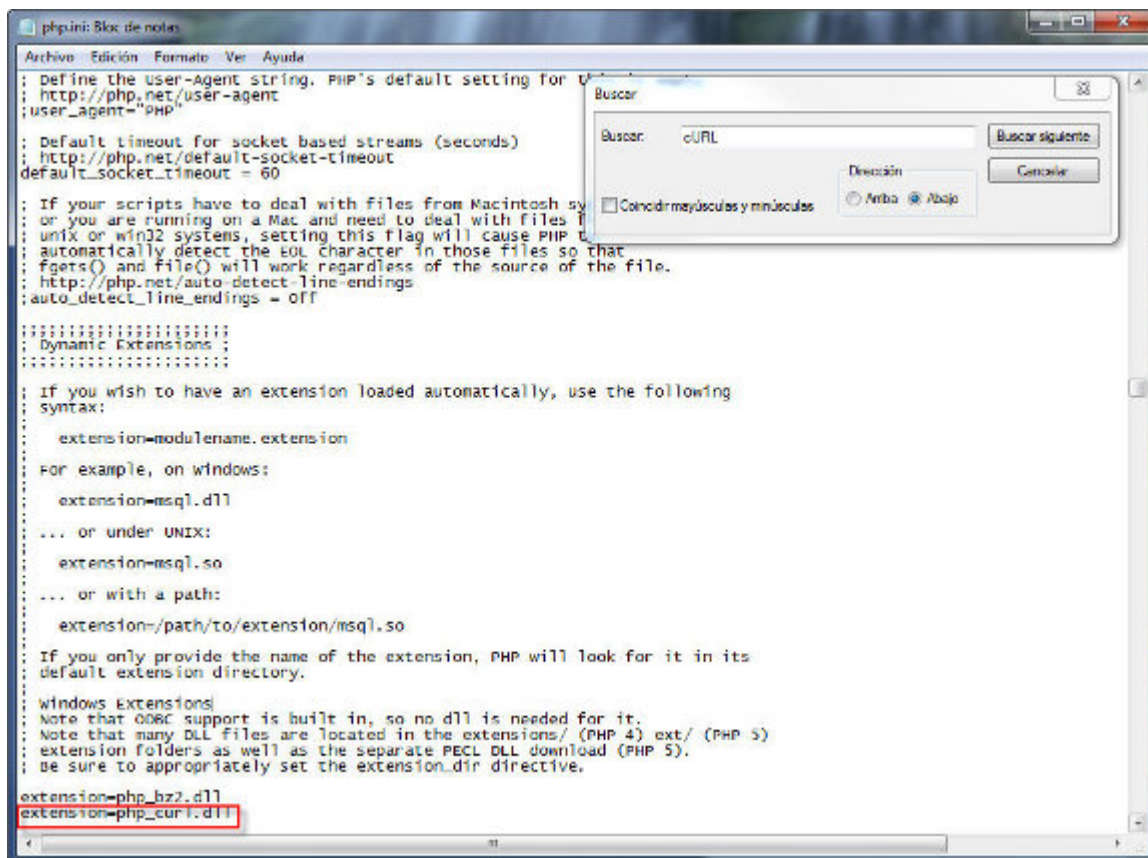 php.ini: Bloc de notas
Archivo Edición Formato Ver Ayuda
; Define the User-Agent string. PHP's default setting for
; http://php.net/user-agent
;user_agent="PHP"
; Default timeout for socket based streams (seconds)
; http://php.net/default-socket-timeout
default_socket_timeout = 60
; If your scripts have to deal with files from Macintosh sy
; or you are running on a Mac and need to deal with files
; unix or win32 systems, setting this flag will cause PHP t
; automatically detect the EOL character in those files so that
; fgets() and file() will work regardless of the source of the file.
; http://php.net/auto-detect-line-endings
;auto_detect_line_endings = Off
;;;;;;;;;;;;;;;;;;;;;;
; Dynamic Extensions ;
;;;;;;;;;;;;;;;;;;;;;;
; If you wish to have an extension loaded automatically, use the following
; syntax:
;
; extension=modulename.extension
;
; For example, on windows:
;
; extension=msql.dll
;
; ... or under UNIX:
;
; extension=msql.so
;
; ... or with a path:
;
; extension=/path/to/extension/msql.so
;
; If you only provide the name of the extension, PHP will look for it in its
; default extension directory.
;
; Windows Extensions
; Note that ODBC support is built in, so no dll is needed for it.
; Note that many DLL files are located in the extensions/ (PHP 4) ext/ (PHP 5)
; extension folders as well as the separate PECL DLL download (PHP 5).
; Be sure to appropriately set the extension_dir directive.
extension=php_bz2.dll
extension=php_curl.dll
Buscar
Buscar: cURL
Buscar siguiente
Dirección
Cancelar
Coincidir mayúsculas y minúsculas
Arriba Abajo